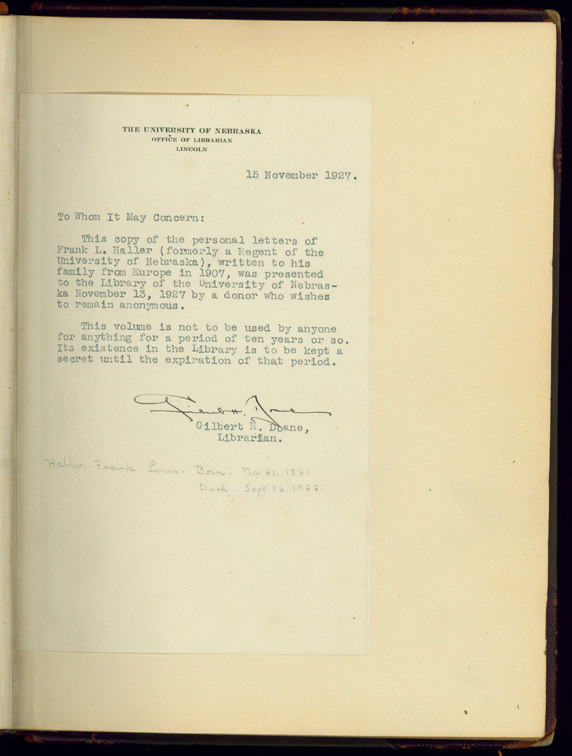 THE UNIVERSITY OF NEBRASKA
OFFICE OF LIBRARIAN
LINCOLN
15 November 1927.
To Whom It May Concern:
This copy of the personal letters of
Frank L. Haller (formerly a Regent of the
University of Nebraska), written to his
family from Europe in 1907, was presented
to the Library of the University of Nebras-
ka November 13, 1927 by a donor who wishes
to remain anonymous.
This volume is not to be used by anyone
for anything for a period of ten years or so.
Its existence in the Library is to be kept a
secret until the expiration of that period.
Gilbert H. Doane
Gilbert H. Doane,
Librarian.
Haller, Frank Louis - Born - 21, 1861
Died Sept 16, 1922.